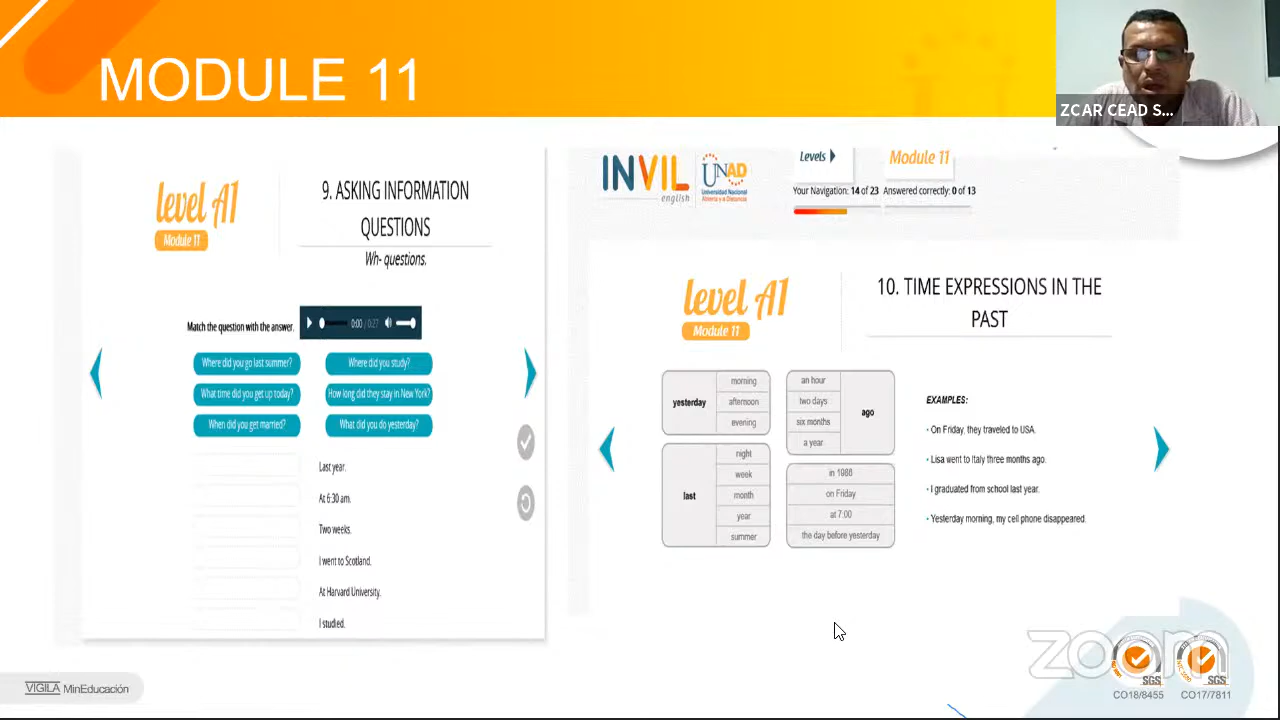 MODULE 11
ZCAR CEAD S...
level A1
Module 11
9. ASKING INFORMATION
QUESTIONS
Wh- questions.
Match the question with the answer.
0:00 / 0:27
Where did you go last summer?
Where did you study?
What time did you get up today?
How long did they stay in New York?
When did you get married?
What did you do yesterday?
Last year.
At 6:30 am.
Two weeks.
I went to Scotland.
At Harvard University.
I studied.
INVIL
english
UNAD
Universidad Nacional
Abierta y a Distancia
Levels
Module 11
Your Navigation: 14 of 23 Answered correctly: 0 of 13
level A1
Module 11
10. TIME EXPRESSIONS IN THE
PAST
yesterday
morning
afternoon
evening
last
night
week
month
year
summer
an hour
two days
six months
a year
ago
in 1988
on Friday
at 7:00
the day before yesterday
EXAMPLES:
• On Friday, they traveled to USA.
• Lisa went to Italy three months ago.
• I graduated from school last year.
• Yesterday morning, my cell phone disappeared.
VIGILA MinEducación
zoom
SGS
SGS
CO18/8455
CO17/7811